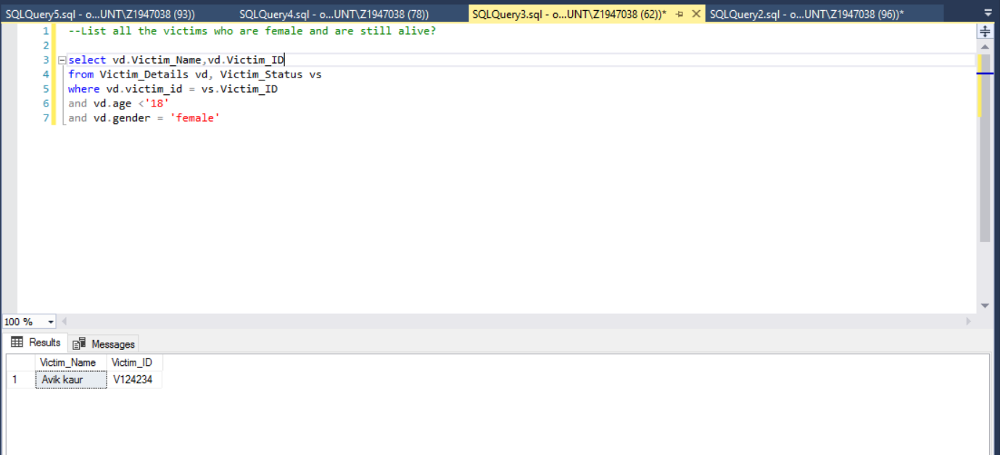 SQLQuery5.sql - o...UNT\Z1947038 (93)) SQLQuery4.sql - o...UNT\Z1947038 (78)) SQLQuery3.sql - o...UNT\Z1947038 (62))* SQLQuery2.sql - o...UNT\Z1947038 (96))*
1 --List all the victims who are female and are still alive?
2
3 select vd.Victim_Name,vd.Victim_ID
4 from Victim_Details vd, Victim_Status vs
5 where vd.victim_id = vs.Victim_ID
6 and vd.age <'18'
7 and vd.gender = 'female'
100 %
Results Messages
Victim_Name Victim_ID
1 Avik kaur V124234